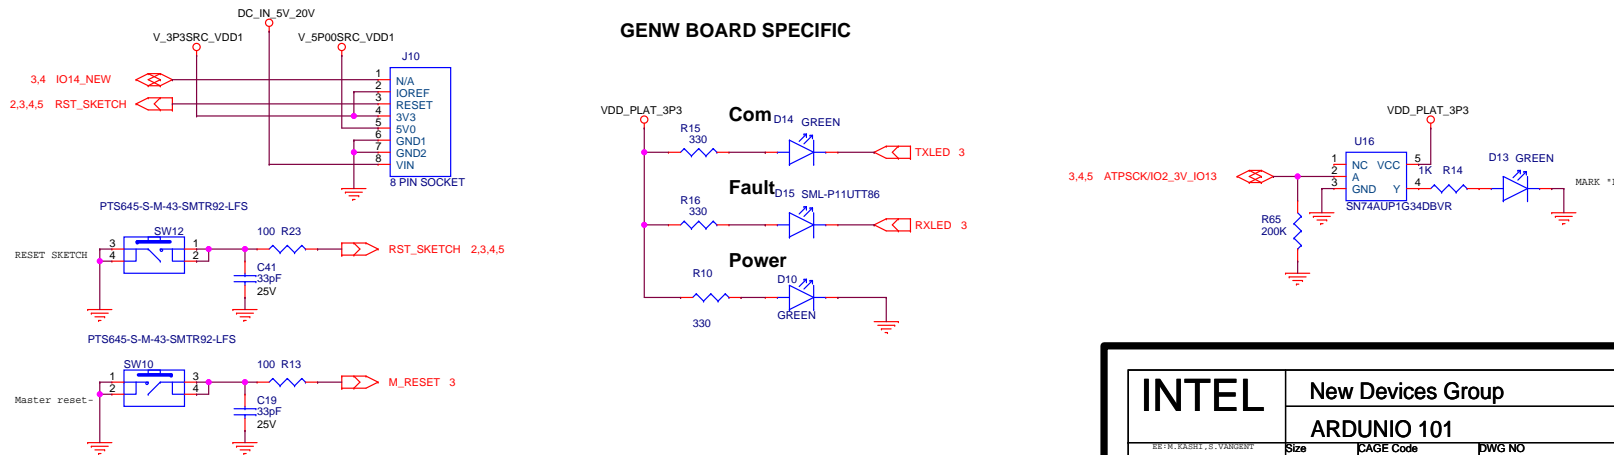 DC_IN_5V_20V
V_3P3SRC_VDD1
V_5P00SRC_VDD1
J10
3,4 IO14_NEW
2,3,4,5 RST_SKETCH
1 N/A
2 IOREF
3 RESET
4 3V3
5 5V0
6 GND1
7 GND2
8 VIN
8 PIN SOCKET
PTS645-S-M-43-SMTR92-LFS
SW12
RESET SKETCH
3
4
1
2
100 R23
RST_SKETCH 2,3,4,5
C41
33pF
25V
PTS645-S-M-43-SMTR92-LFS
SW10
Master reset-
1
2
3
4
100 R13
M_RESET 3
C19
33pF
25V
GENW BOARD SPECIFIC
VDD_PLAT_3P3
Com
D14 GREEN
R15
330
TXLED 3
Fault
D15 SML-P11UTT86
R16
330
RXLED 3
Power
R10
D10
330
GREEN
VDD_PLAT_3P3
U16
3,4,5 ATPSCK/IO2_3V_IO13
1 NC VCC 5
2 A
3 GND Y 4
SN74AUP1G34DBVR
1K R14
D13 GREEN
MARK
R65
200K
INTEL
New Devices Group
ARDUNIO 101
EE:M.KASHI,S.VANGENT
Size CAGE Code DWG NO